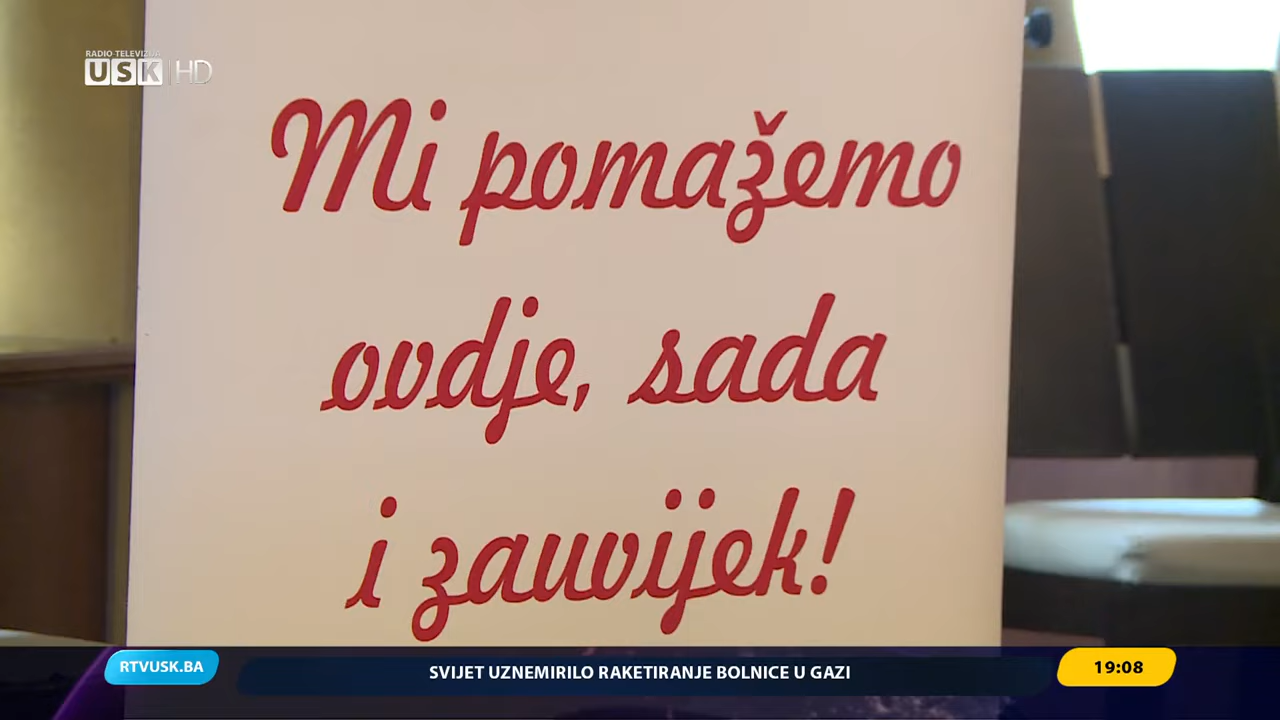 RADIO TELEVIZIJA
USK HD
Mi pomažemo
ovdje, sada
i zauvijek!
RTVUSK.BA
SVIJET UZNEMIRILO RAKETIRANJE BOLNICE U GAZI
19:08